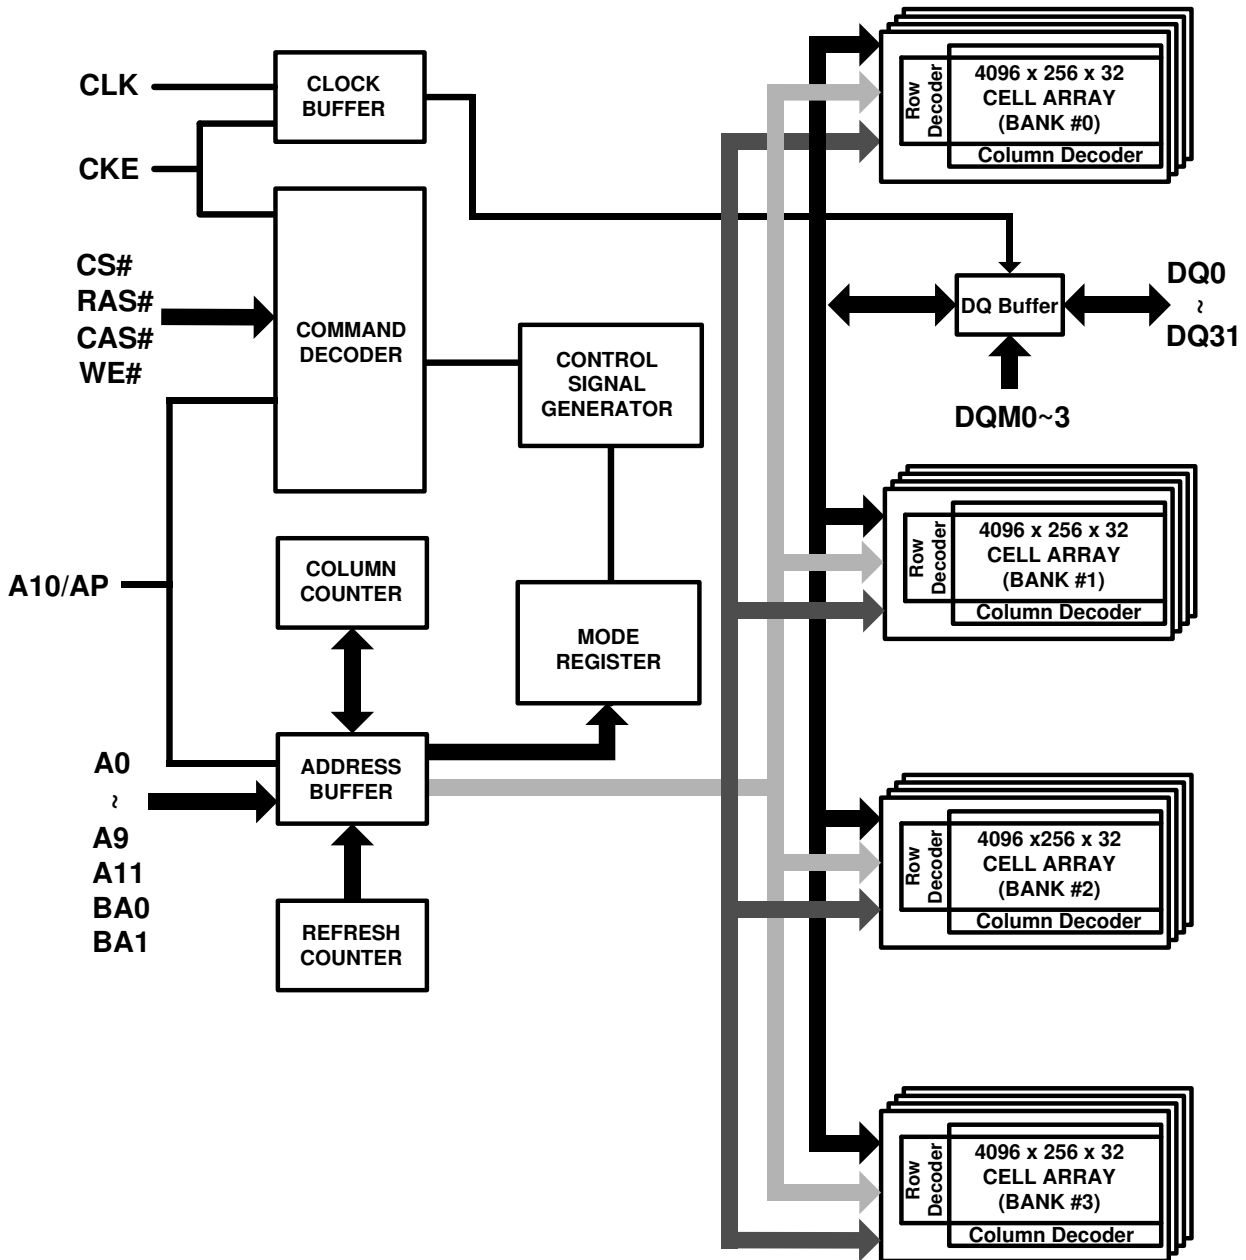 CLK
CKE
CS#
RAS#
CAS#
WE#
A10/AP
A0
~
A9
A11
BA0
BA1
CLOCK
BUFFER
COMMAND
DECODER
COLUMN
COUNTER
ADDRESS
BUFFER
REFRESH
COUNTER
CONTROL
SIGNAL
GENERATOR
MODE
REGISTER
Row
Decoder
4096 x 256 x 32
CELL ARRAY
(BANK #0)
Column Decoder
DQ Buffer
DQ0
~
DQ31
DQM0~3
Row
Decoder
4096 x 256 x 32
CELL ARRAY
(BANK #1)
Column Decoder
Row
Decoder
4096 x256 x 32
CELL ARRAY
(BANK #2)
Column Decoder
Row
Decoder
4096 x 256 x 32
CELL ARRAY
(BANK #3)
Column Decoder